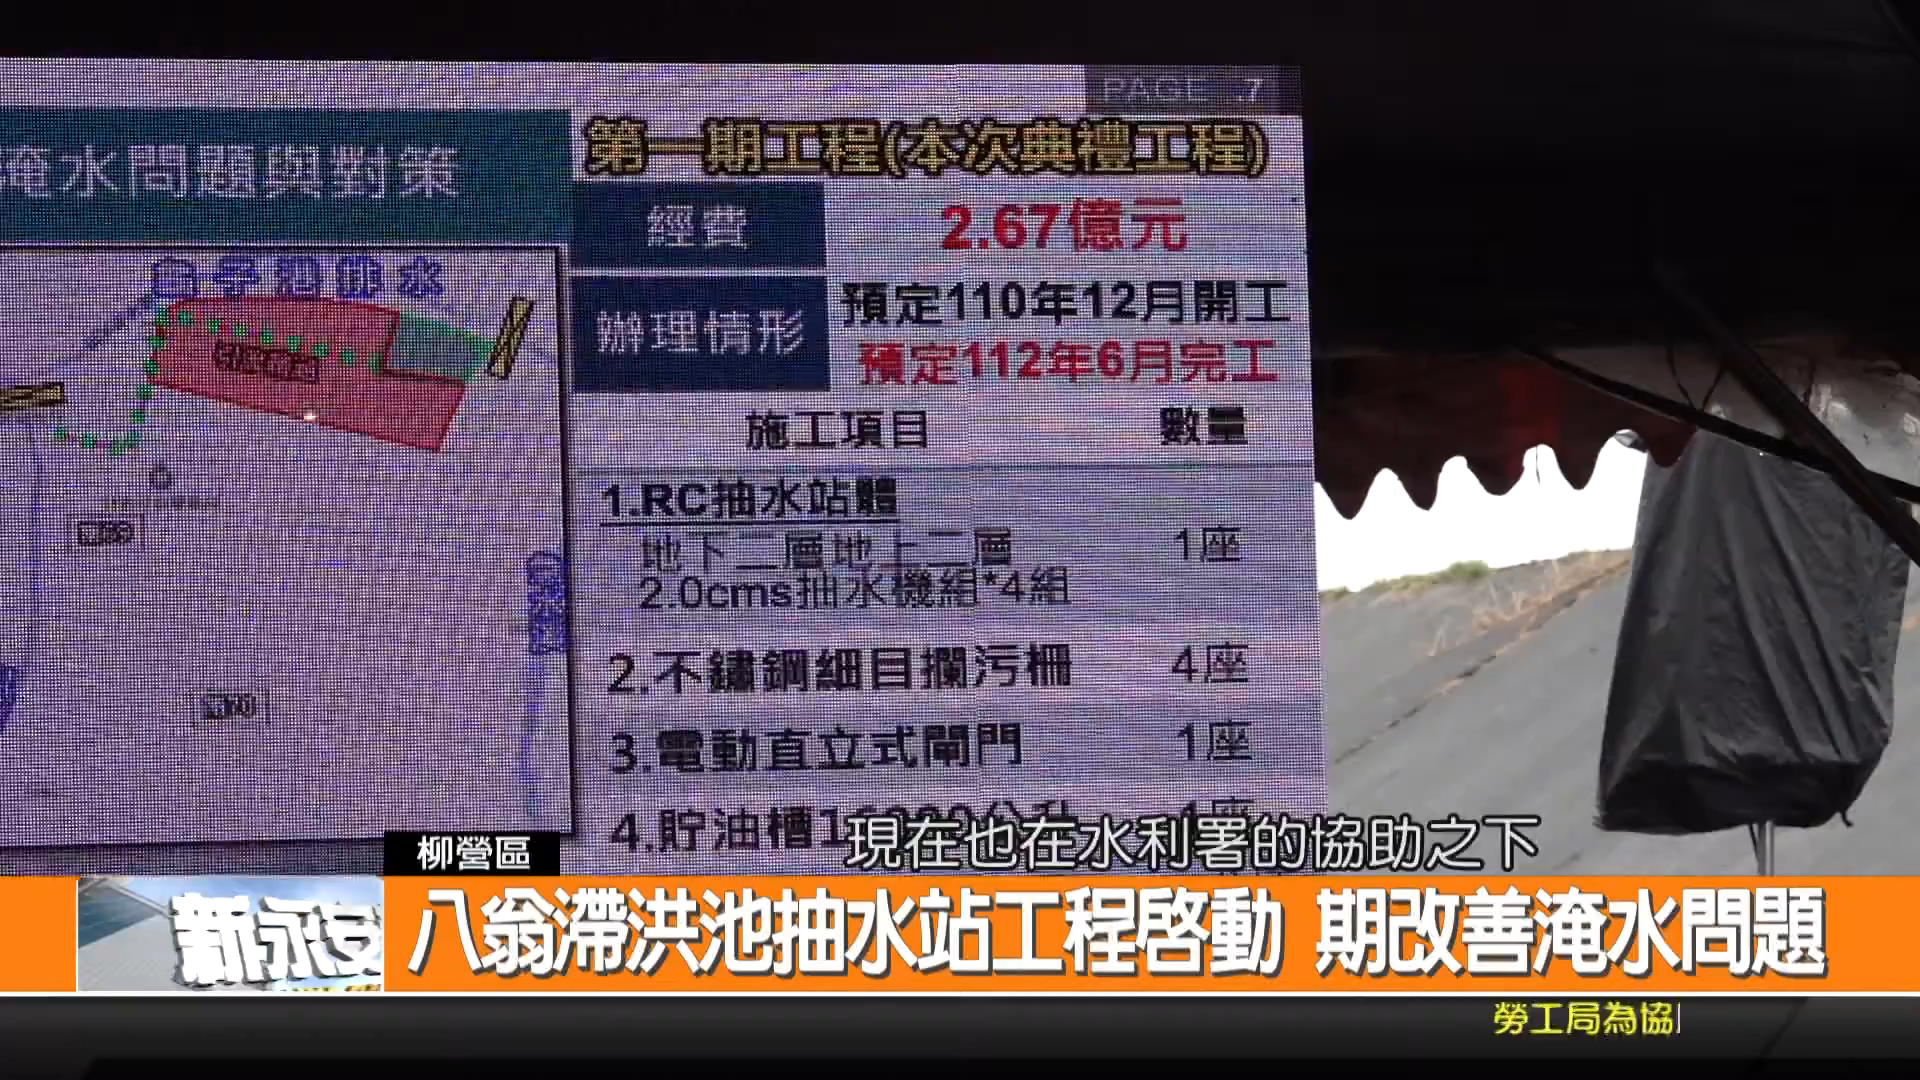 PAGE .7
淹水問題與對策
第一期工程(本次典禮工程)
經費
2.67億元
辦理情形
預定110年12月開工
預定112年6月完工
施工項目
數量
1.RC抽水站體
地下二層地上二層
2.0cms抽水機組*4組
1座
2.不鏽鋼細目攔污柵
4座
3.電動直立式閘門
1座
4.貯油槽
現在也在水利署的協助之下
柳營區
新永安
八翁滯洪池抽水站工程啓動 期改善淹水問題
勞工局為協